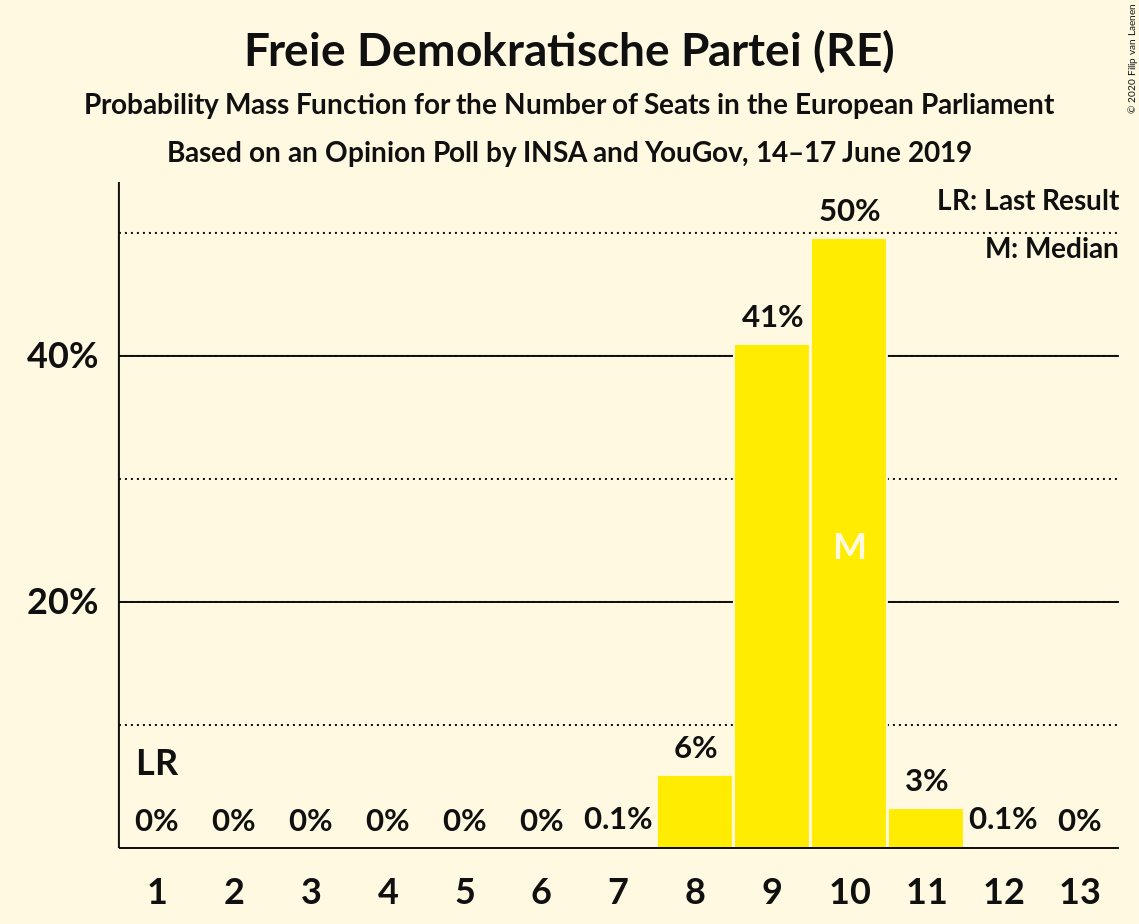 Freie Demokratische Partei (RE)
Probability Mass Function for the Number of Seats in the European Parliament
Based on an Opinion Poll by INSA and YouGov, 14–17 June 2019
© 2020 Filip van Laenen
LR: Last Result
M: Median
50%
41%
40%
M
20%
6%
LR
3%
0% 0% 0% 0% 0% 0% 0.1% 0.1% 0%
1 2 3 4 5 6 7 8 9 10 11 12 13